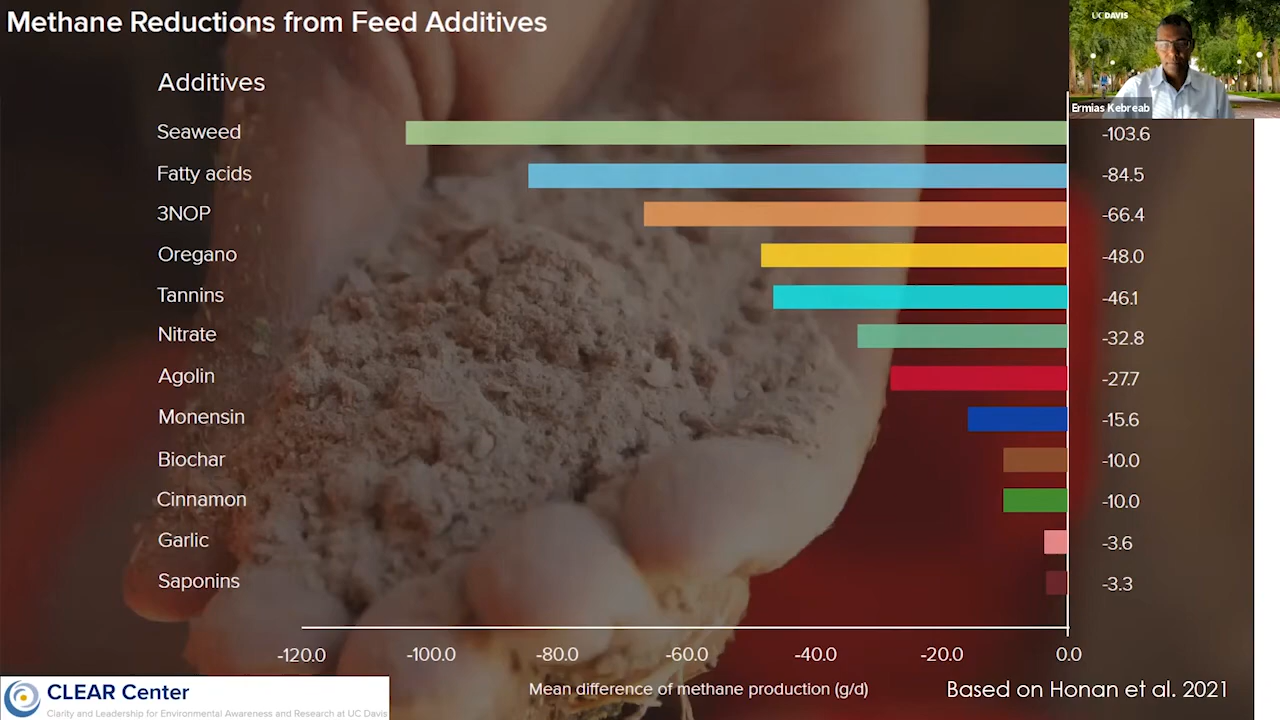 Methane Reductions from Feed Additives
UC DAVIS
Ermias Kebreab
Additives
Seaweed -103.6
Fatty acids -84.5
3NOP -66.4
Oregano -48.0
Tannins -46.1
Nitrate -32.8
Agolin -27.7
Monensin -15.6
Biochar -10.0
Cinnamon -10.0
Garlic -3.6
Saponins -3.3
-120.0 -100.0 -80.0 -60.0 -40.0 -20.0 0.0
Mean difference of methane production (g/d)
Based on Honan et al. 2021
CLEAR Center
Clarity and Leadership for Environmental Awareness and Research at UC Davis